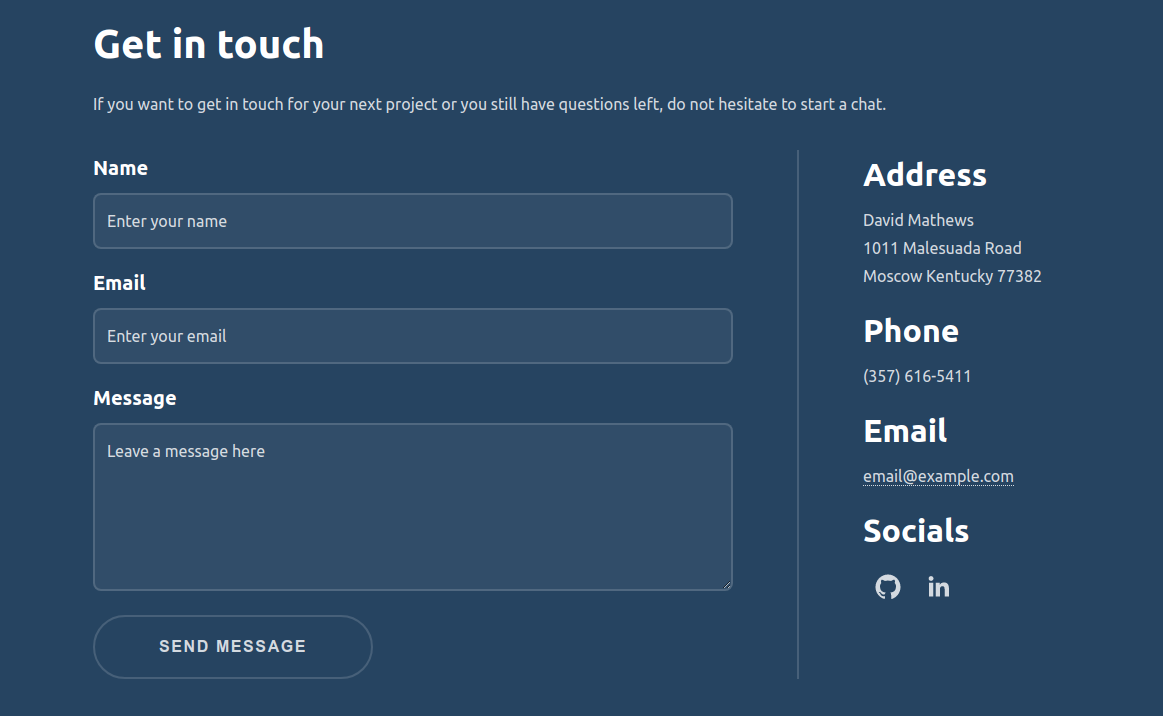 Get in touch
If you want to get in touch for your next project or you still have questions left, do not hesitate to start a chat.
Name
Enter your name
Email
Enter your email
Message
Leave a message here
SEND MESSAGE
Address
David Mathews
1011 Malesuada Road
Moscow Kentucky 77382
Phone
(357) 616-5411
Email
email@example.com
Socials
in